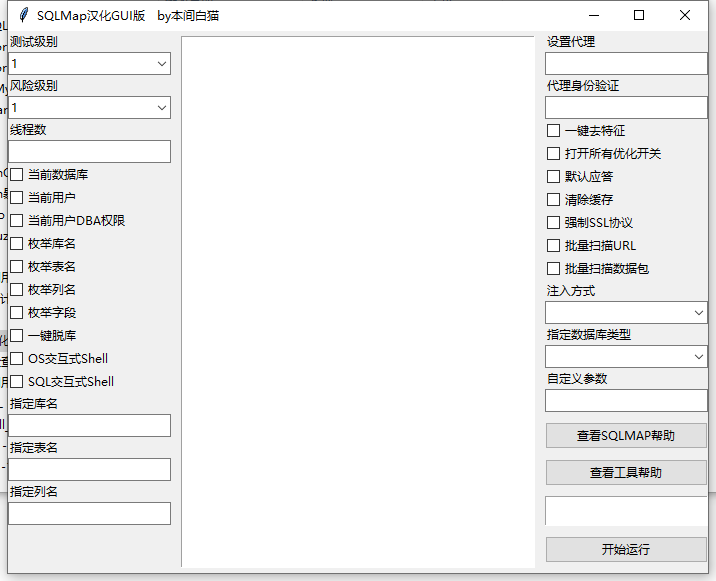 SQLMap汉化GUI版 by本间白猫
测试级别
1
风险级别
1
线程数
当前数据库
当前用户
当前用户DBA权限
枚举库名
枚举表名
枚举列名
枚举字段
一键脱库
OS交互式Shell
SQL交互式Shell
指定库名
指定表名
指定列名
设置代理
代理身份验证
一键去特征
打开所有优化开关
默认应答
清除缓存
强制SSL协议
批量扫描URL
批量扫描数据包
注入方式
指定数据库类型
自定义参数
查看SQLMAP帮助
查看工具帮助
开始运行